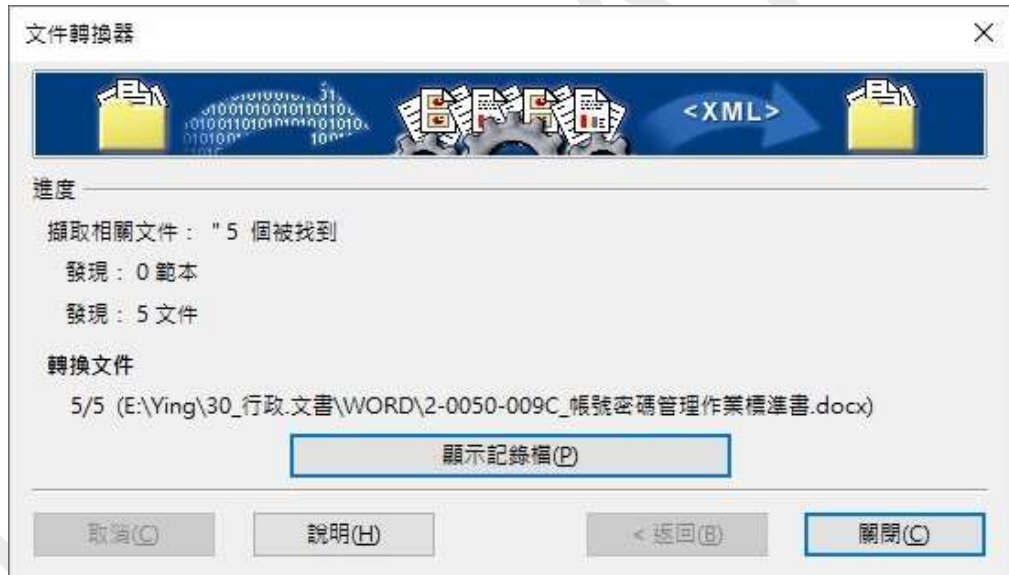 文件轉換器
<XML>
進度
擷取相關文件： " 5 個被找到
發現： 0 範本
發現： 5 文件
轉換文件
5/5 (E:\Ying\30_行政.文書\WORD\2-0050-009C_帳號密碼管理作業標準書.docx)
顯示記錄檔(P)
取消(C) 說明(H) < 返回(B) 關閉(C)